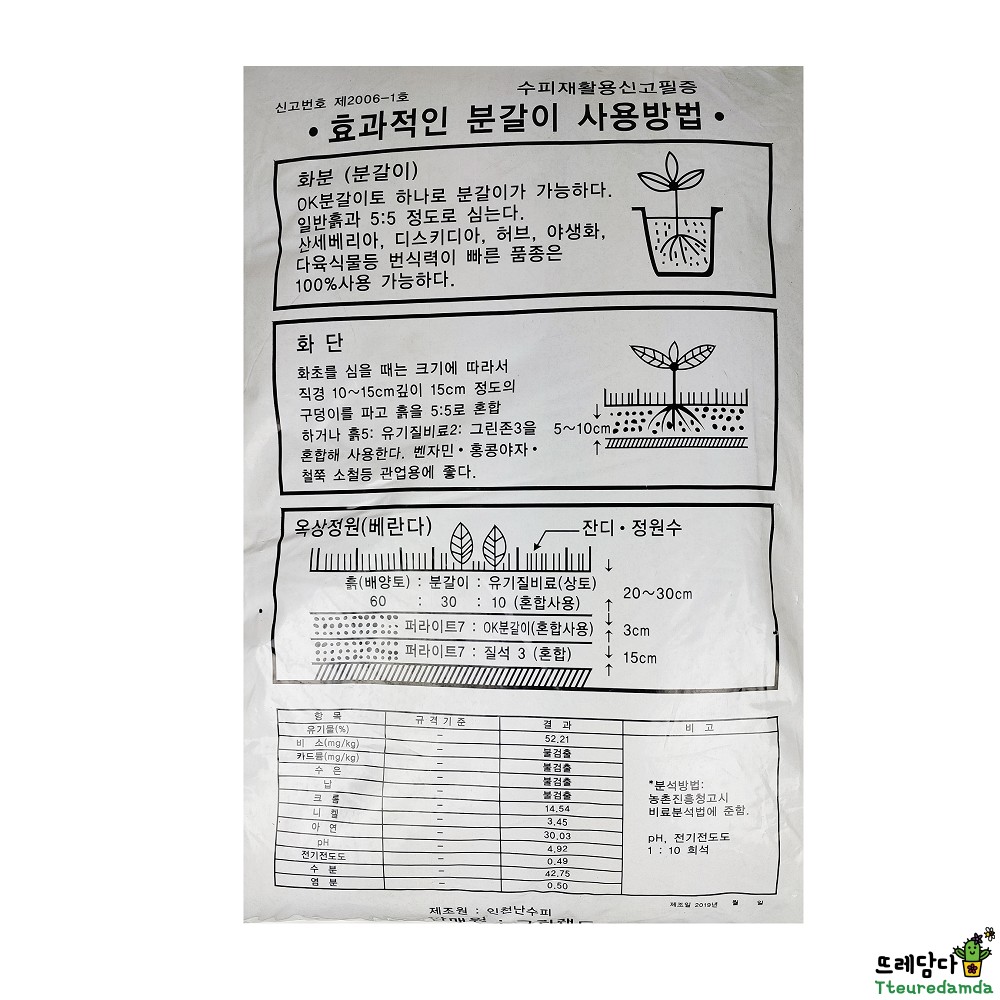 신고번호 제2006-1호
수피재활용신고필증
• 효과적인 분갈이 사용방법 •
화분 (분갈이)
OK분갈이토 하나로 분갈이가 가능하다.
일반흙과 5:5 정도로 심는다.
산세베리아, 디스키디아, 허브, 야생화,
다육식물등 번식력이 빠른 품종은
100%사용 가능하다.
화 단
화초를 심을 때는 크기에 따라서
직경 10~15cm깊이 15cm 정도의
구덩이를 파고 흙을 5:5로 혼합
하거나 흙5: 유기질비료2: 그린존3을
혼합해 사용한다. 벤자민·홍콩야자·
철쭉 소철등 관업용에 좋다.
5~10cm
옥상정원(베란다)
잔디·정원수
흙(배양토) : 분갈이 : 유기질비료(상토)
60 : 30 : 10 (혼합사용)
20~30cm
퍼라이트7 : OK분갈이(혼합사용)
3cm
퍼라이트7 : 질석 3 (혼합)
15cm
항 목 규격기준 결 과 비 고
유기물(%) - 52.21
비 소(mg/kg) - 불검출
카드륨(mg/kg) - 불검출
수 은 - 불검출
납 - 불검출
크 롬 - 14.54
니 켈 - 3.45
아 연 - 30.03
pH - 4.92
전기전도도 - 0.49
수 분 - 42.75
염 분 - 0.50
*분석방법:
농촌진흥청고시
비료분석법에 준함.
pH, 전기전도도
1 : 10 희석
제조일 2019년 월 일
제조원 : 인천난수피
뜨레담다
Tteuredamda